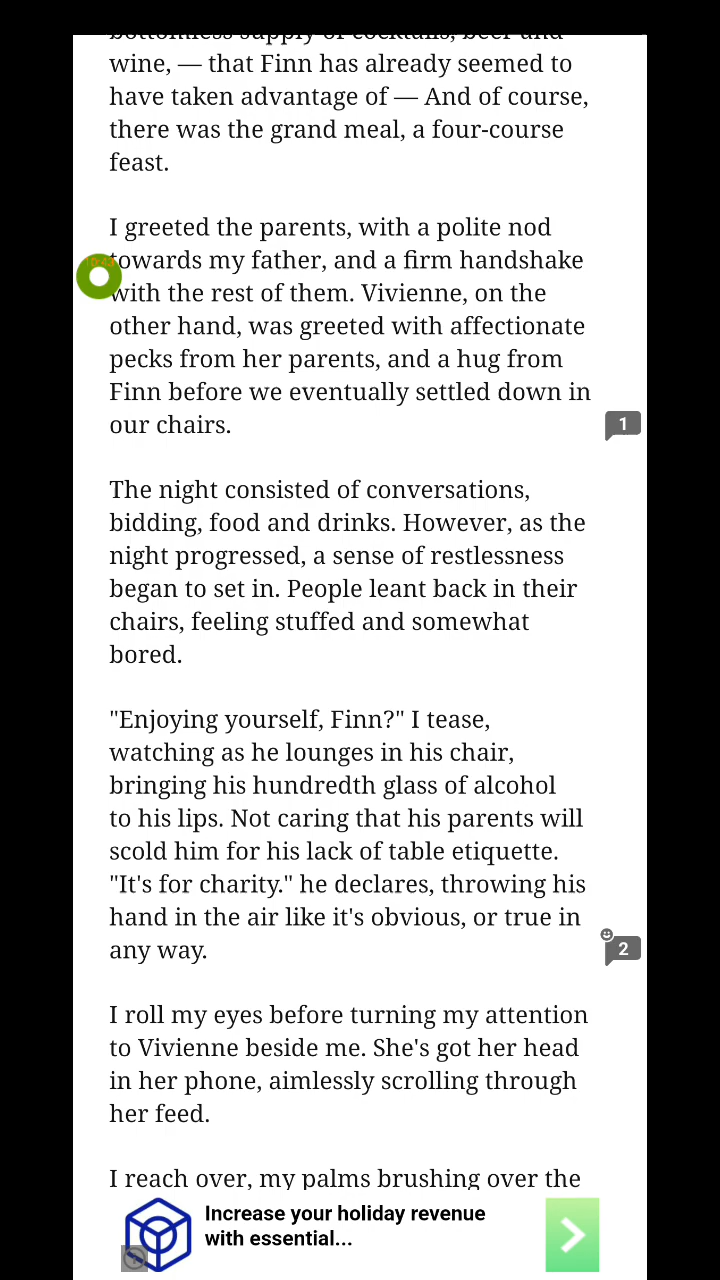 bottomless supply of cocktails, beer and
wine, — that Finn has already seemed to
have taken advantage of — And of course,
there was the grand meal, a four-course
feast.
I greeted the parents, with a polite nod
towards my father, and a firm handshake
with the rest of them. Vivienne, on the
other hand, was greeted with affectionate
pecks from her parents, and a hug from
Finn before we eventually settled down in
our chairs.
1
The night consisted of conversations,
bidding, food and drinks. However, as the
night progressed, a sense of restlessness
began to set in. People leant back in their
chairs, feeling stuffed and somewhat
bored.
"Enjoying yourself, Finn?" I tease,
watching as he lounges in his chair,
bringing his hundredth glass of alcohol
to his lips. Not caring that his parents will
scold him for his lack of table etiquette.
"It's for charity." he declares, throwing his
hand in the air like it's obvious, or true in
any way.
2
I roll my eyes before turning my attention
to Vivienne beside me. She's got her head
in her phone, aimlessly scrolling through
her feed.
I reach over, my palms brushing over the
Increase your holiday revenue
with essential...